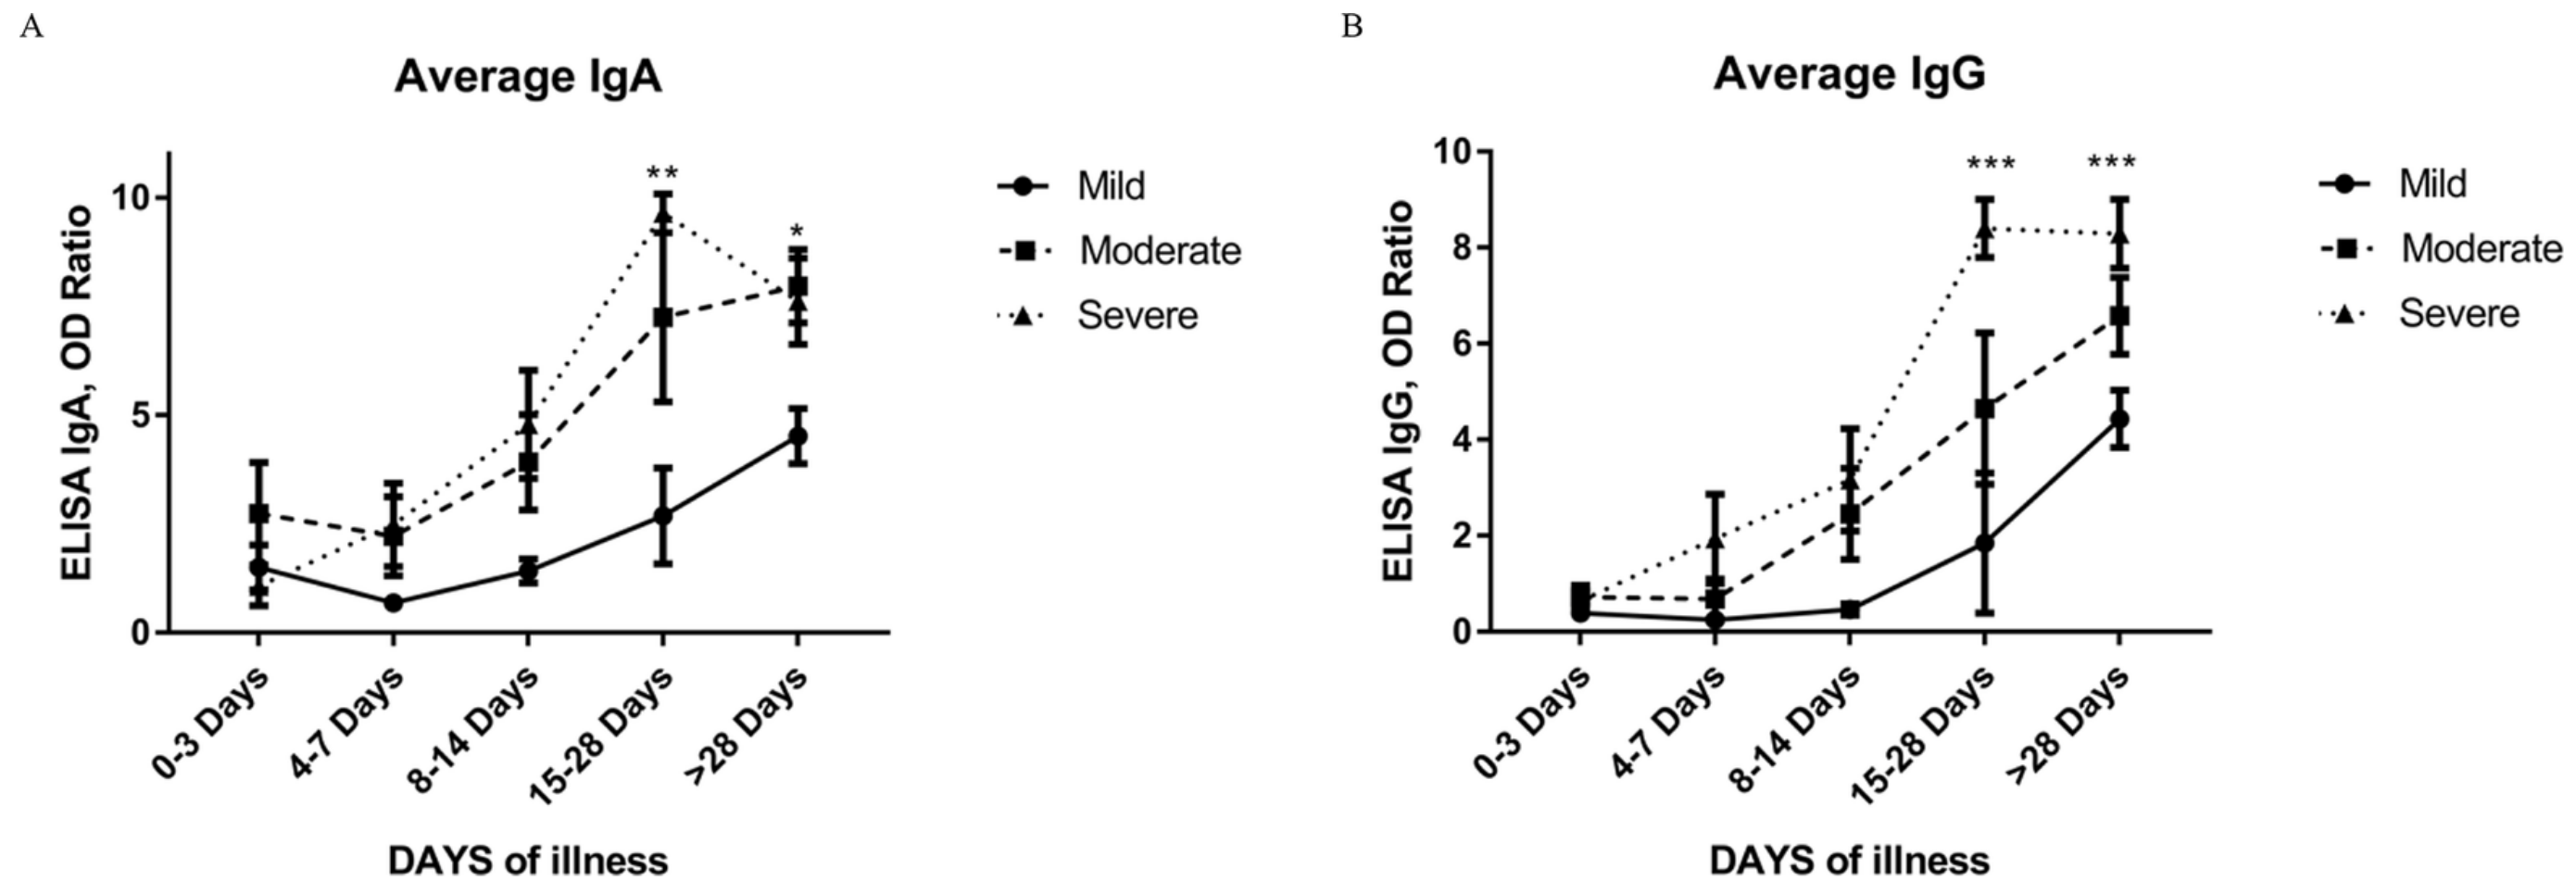 A
Average IgA
ELISA IgA, OD Ratio
10
5
0
**
*
0-3 Days
4-7 Days
8-14 Days
15-28 Days
>28 Days
DAYS of illness
Mild
Moderate
Severe
B
Average IgG
ELISA IgG, OD Ratio
10
8
6
4
2
0
***
***
0-3 Days
4-7 Days
8-14 Days
15-28 Days
>28 Days
DAYS of illness
Mild
Moderate
Severe